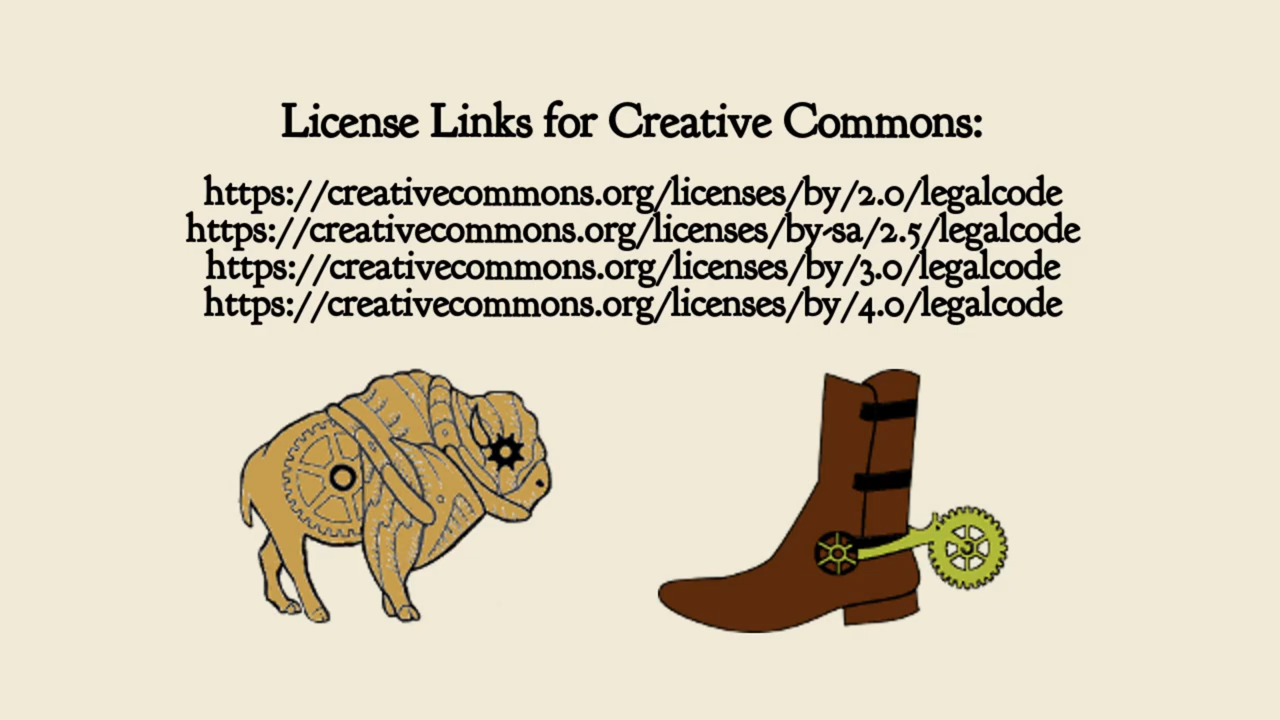 License Links for Creative Commons:
https://creativecommons.org/licenses/by/2.0/legalcode
https://creativecommons.org/licenses/by-sa/2.5/legalcode
https://creativecommons.org/licenses/by/3.0/legalcode
https://creativecommons.org/licenses/by/4.0/legalcode